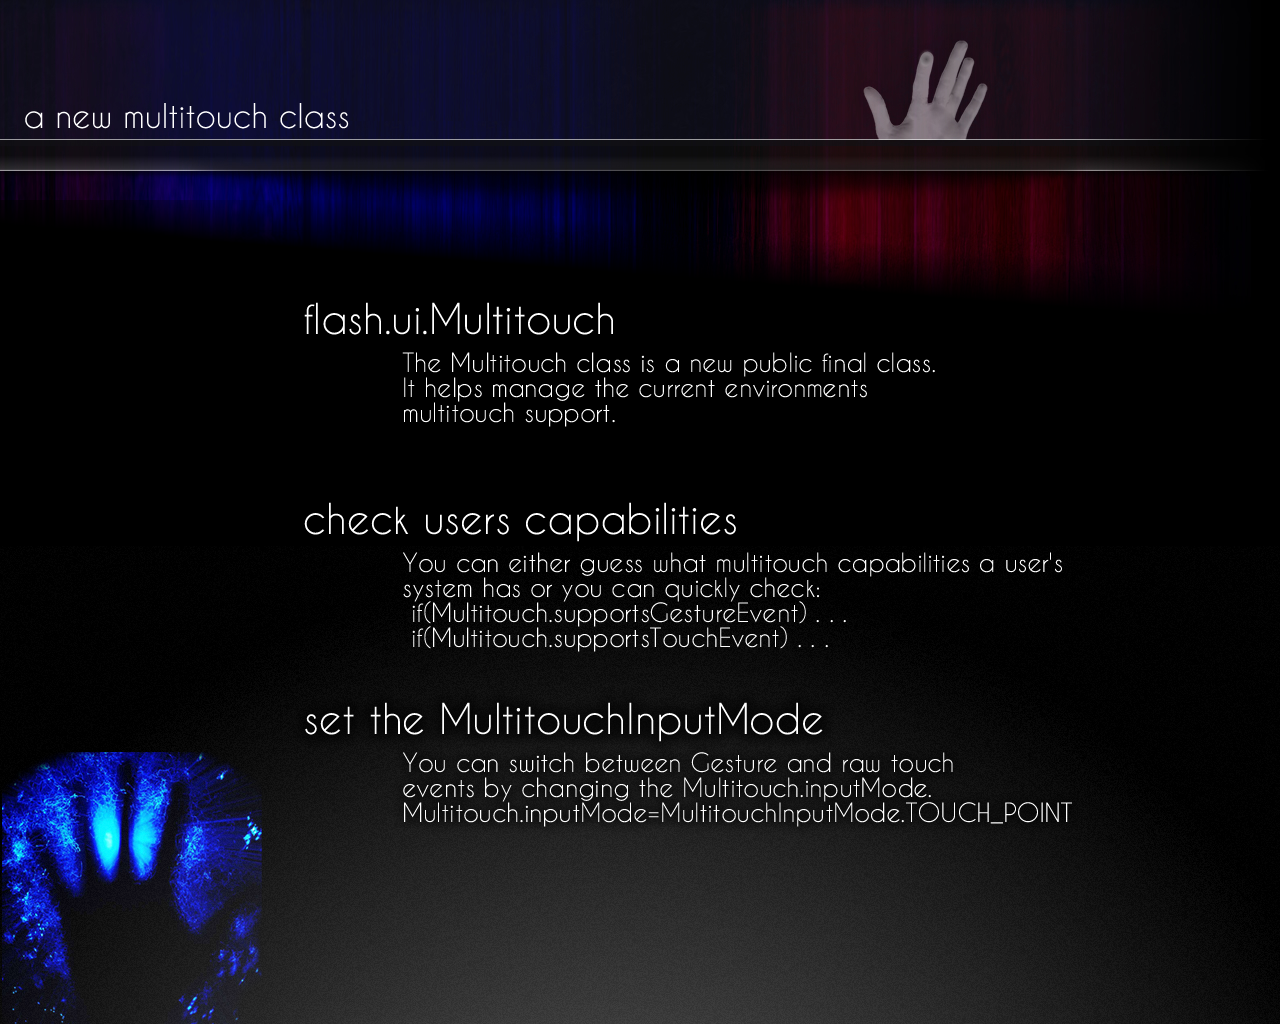 a new multitouch class
flash.ui.Multitouch
The Multitouch class is a new public final class.
It helps manage the current environments
multitouch support.
check users capabilities
You can either guess what multitouch capabilities a user's
system has or you can quickly check:
if(Multitouch.supportsGestureEvent) . . .
if(Multitouch.supportsTouchEvent) . . .
set the MultitouchInputMode
You can switch between Gesture and raw touch
events by changing the Multitouch.inputMode.
Multitouch.inputMode=MultitouchInputMode.TOUCH_POINT